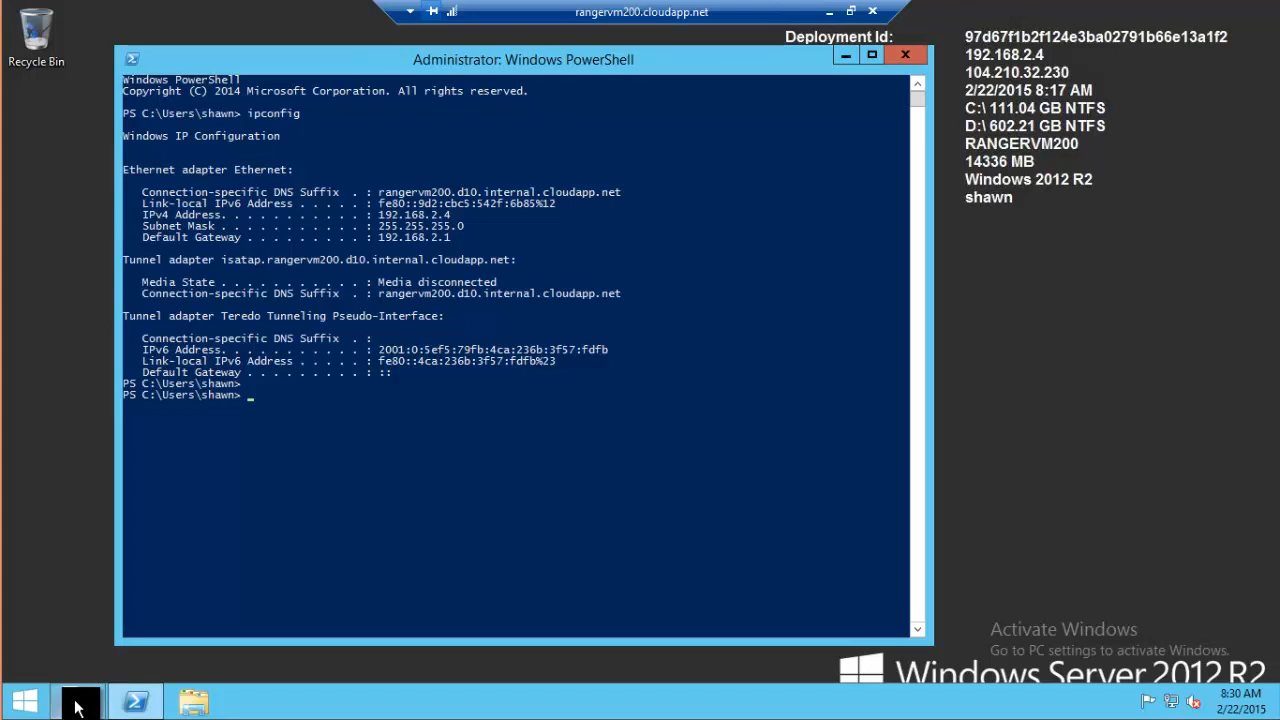 rangervm200.cloudapp.net
Recycle Bin
Deployment Id:
97d67f1b2f124e3ba02791b66e13a1f2
192.168.2.4
104.210.32.230
2/22/2015 8:17 AM
C:\ 111.04 GB NTFS
D:\ 602.21 GB NTFS
RANGERVM200
14336 MB
Windows 2012 R2
shawn
Administrator: Windows PowerShell
Windows PowerShell
Copyright (C) 2014 Microsoft Corporation. All rights reserved.
PS C:\Users\shawn> ipconfig
Windows IP Configuration
Ethernet adapter Ethernet:
Connection-specific DNS Suffix  . : rangervm200.d10.internal.cloudapp.net
Link-local IPv6 Address . . . . . : fe80::9d2:cbc5:542f:6b85%12
IPv4 Address. . . . . . . . . . . : 192.168.2.4
Subnet Mask . . . . . . . . . . . : 255.255.255.0
Default Gateway . . . . . . . . . : 192.168.2.1
Tunnel adapter isatap.rangervm200.d10.internal.cloudapp.net:
Media State . . . . . . . . . . . : Media disconnected
Connection-specific DNS Suffix  . : rangervm200.d10.internal.cloudapp.net
Tunnel adapter Teredo Tunneling Pseudo-Interface:
Connection-specific DNS Suffix  . :
IPv6 Address. . . . . . . . . . . : 2001:0:5ef5:79fb:4ca:236b:3f57:fdfb
Link-local IPv6 Address . . . . . : fe80::4ca:236b:3f57:fdfb%23
Default Gateway . . . . . . . . . : ::
PS C:\Users\shawn>
PS C:\Users\shawn> _
Activate Windows
Go to PC settings to activate Windows.
Windows Server 2012 R2
8:30 AM
2/22/2015